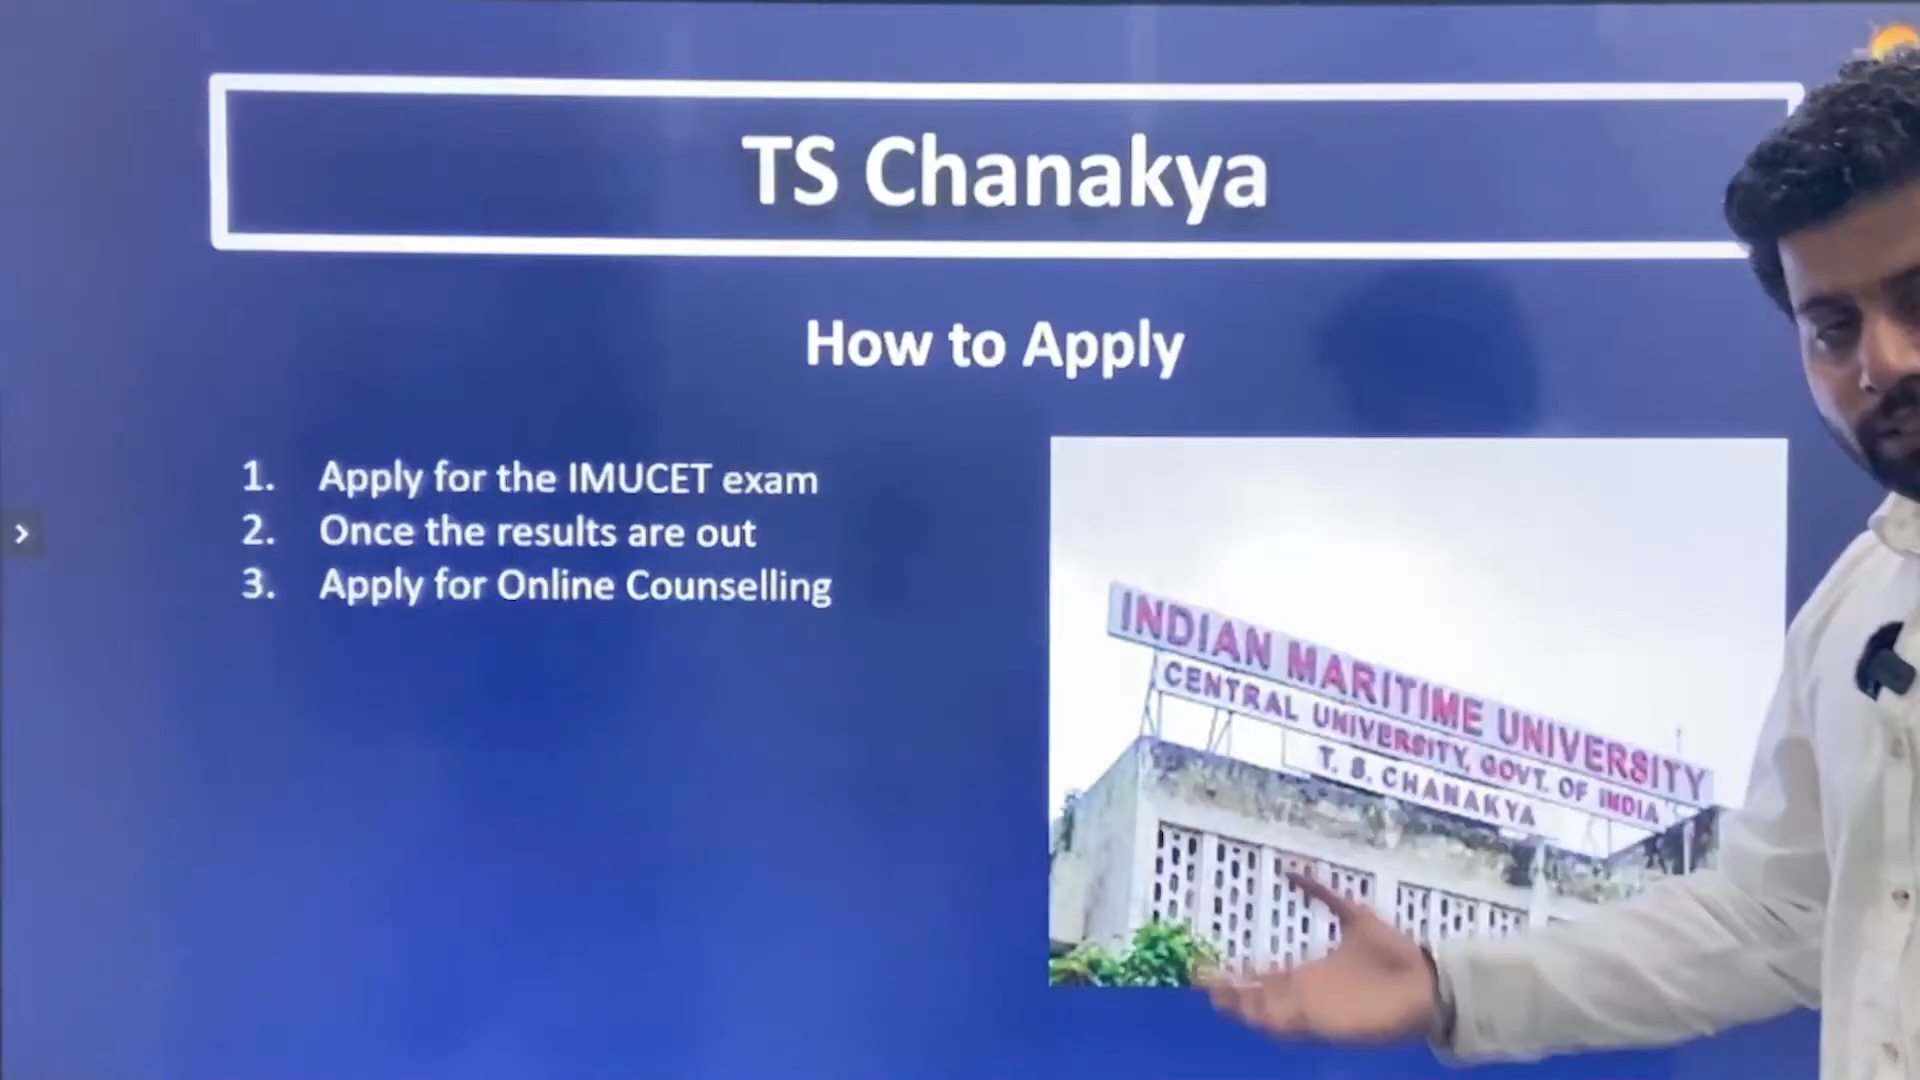 TS Chanakya
How to Apply
1. Apply for the IMUCET exam
2. Once the results are out
3. Apply for Online Counselling
INDIAN MARITIME UNIVERSITY
CENTRAL UNIVERSITY, GOVT. OF INDIA
T. S. CHANAKYA